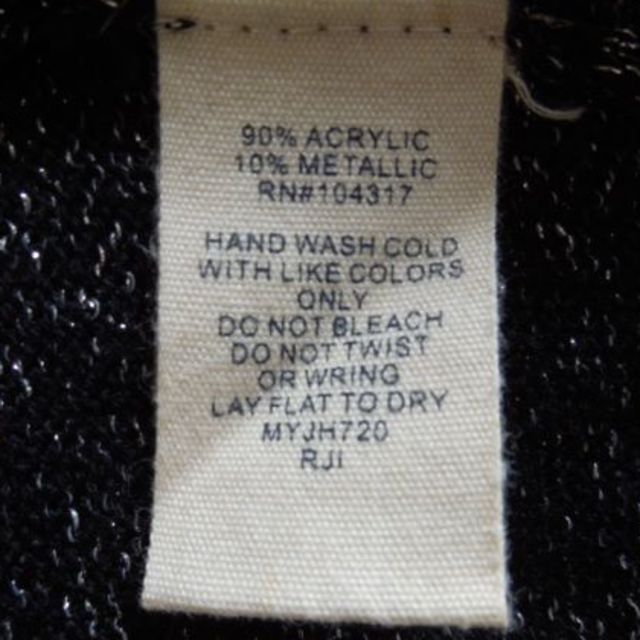 90% ACRYLIC
10% METALLIC
RN#104317
HAND WASH COLD
WITH LIKE COLORS
ONLY
DO NOT BLEACH
DO NOT TWIST
OR WRING
LAY FLAT TO DRY
MYJH720
RJI